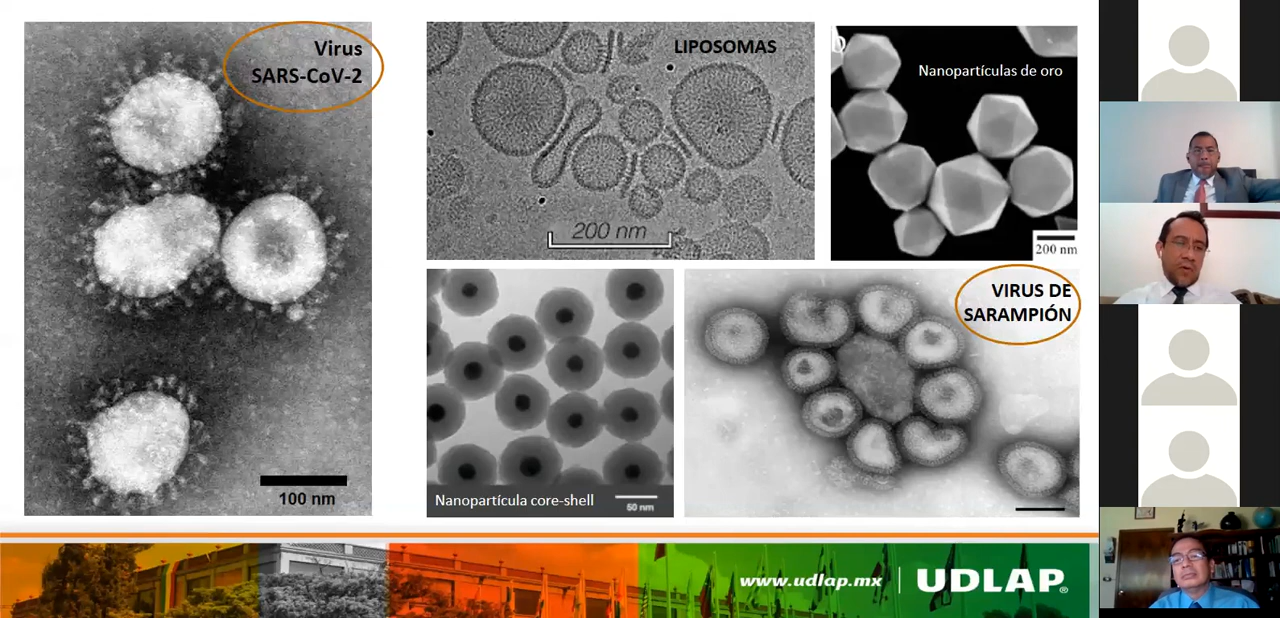 Virus
SARS-CoV-2
100 nm
LIPOSOMAS
200 nm
Nanopartículas de oro
200 nm
Nanopartícula core-shell
50 nm
VIRUS DE
SARAMPIÓN
www.udlap.mx
UDLAP®